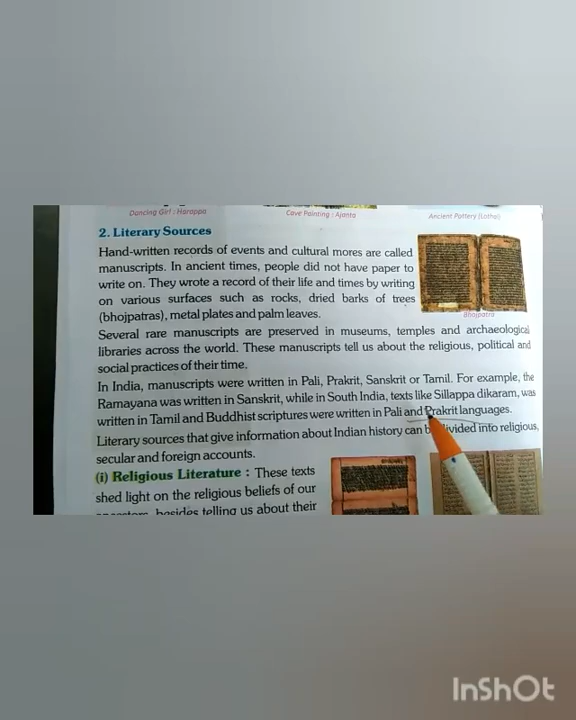 Dancing Girl : Harappa
Cave Painting : Ajanta
Ancient Pottery (Lothal)
2. Literary Sources
Hand-written records of events and cultural mores are called
manuscripts. In ancient times, people did not have paper to
write on. They wrote a record of their life and times by writing
on various surfaces such as rocks, dried barks of trees
(bhojpatras), metal plates and palm leaves.
Bhojpatra
Several rare manuscripts are preserved in museums, temples and archaeological
libraries across the world. These manuscripts tell us about the religious, political and
social practices of their time.
In India, manuscripts were written in Pali, Prakrit, Sanskrit or Tamil. For example, the
Ramayana was written in Sanskrit, while in South India, texts like Sillappa dikaram, was
written in Tamil and Buddhist scriptures were written in Pali and Prakrit languages.
Literary sources that give information about Indian history can be divided into religious,
secular and foreign accounts.
(i) Religious Literature : These texts
shed light on the religious beliefs of our
ancestors, besides telling us about their
InShOt